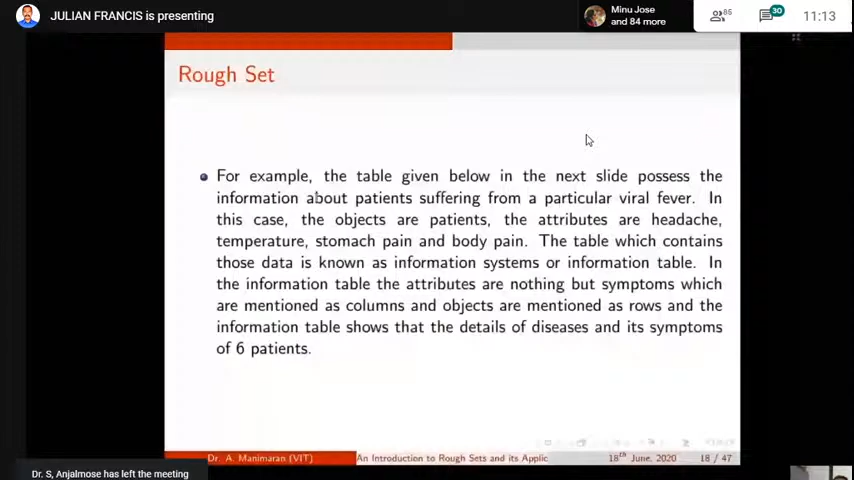 JULIAN FRANCIS is presenting
Minu Jose
and 84 more
85
30
11:13
Rough Set
For example, the table given below in the next slide possess the
information about patients suffering from a particular viral fever. In
this case, the objects are patients, the attributes are headache,
temperature, stomach pain and body pain. The table which contains
those data is known as information systems or information table. In
the information table the attributes are nothing but symptoms which
are mentioned as columns and objects are mentioned as rows and the
information table shows that the details of diseases and its symptoms
of 6 patients.
Dr. A. Manimaran (VIT)
An Introduction to Rough Sets and its Applic
18th June, 2020
18 / 47
Dr. S, Anjalmose has left the meeting